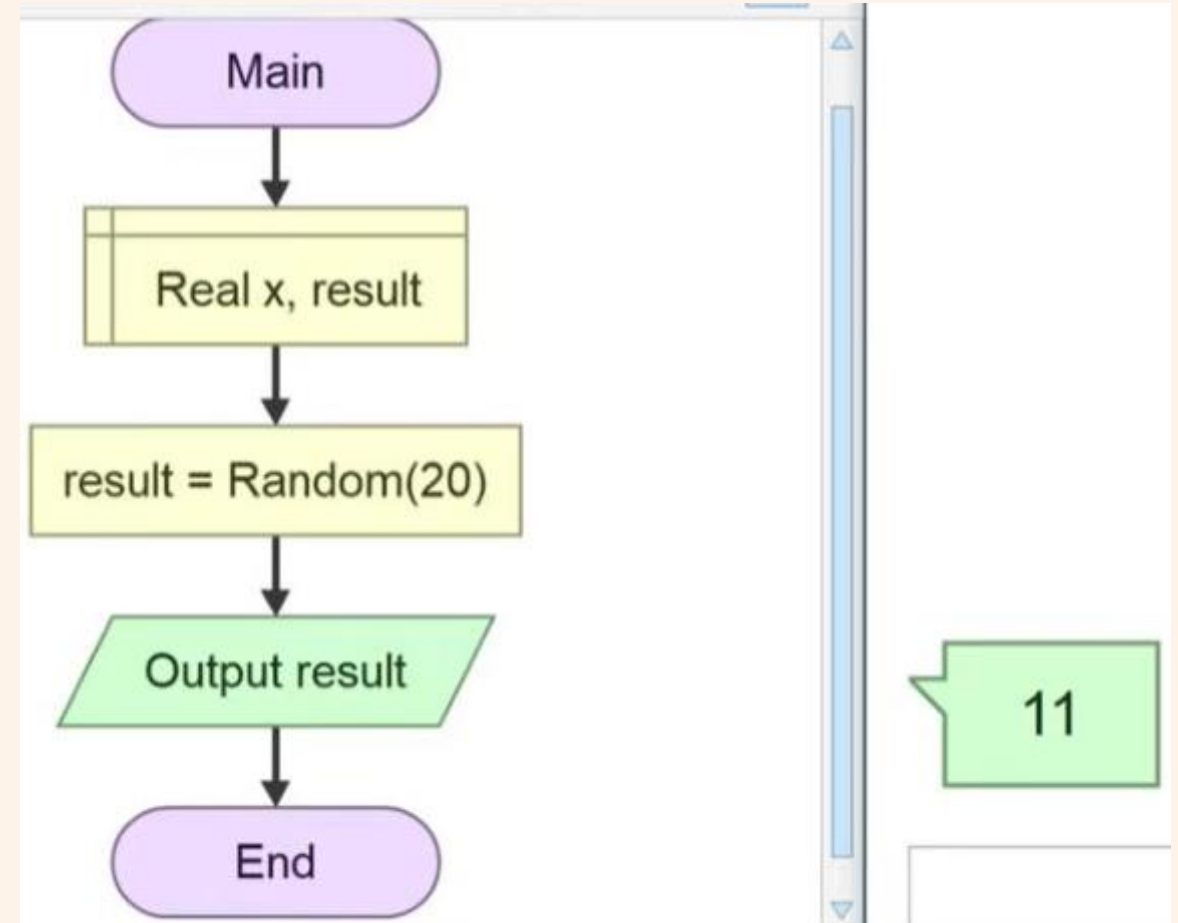 Main
Real x, result
result = Random(20)
Output result
End
11